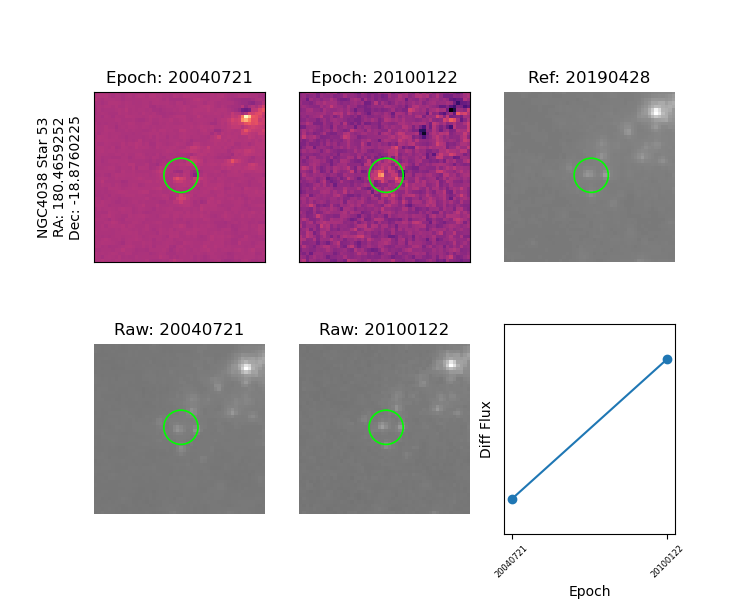 NGC4038 Star 53
RA: 180.4659252
Dec: -18.8760225
Epoch: 20040721
Epoch: 20100122
Ref: 20190428
Raw: 20040721
Raw: 20100122
Diff Flux
20040721
20100122
Epoch